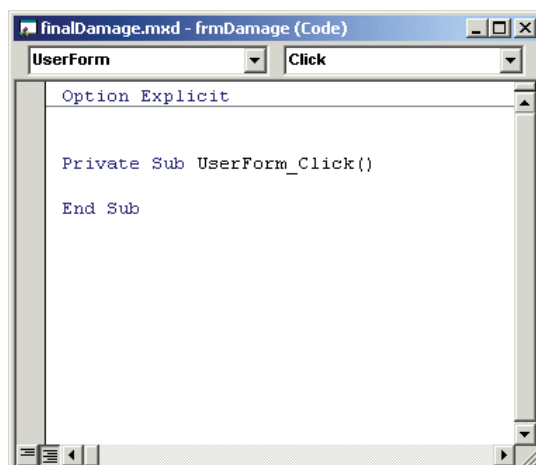 finalDamage.mxd - frmDamage (Code)
UserForm Click
Option Explicit
Private Sub UserForm_Click()
End Sub